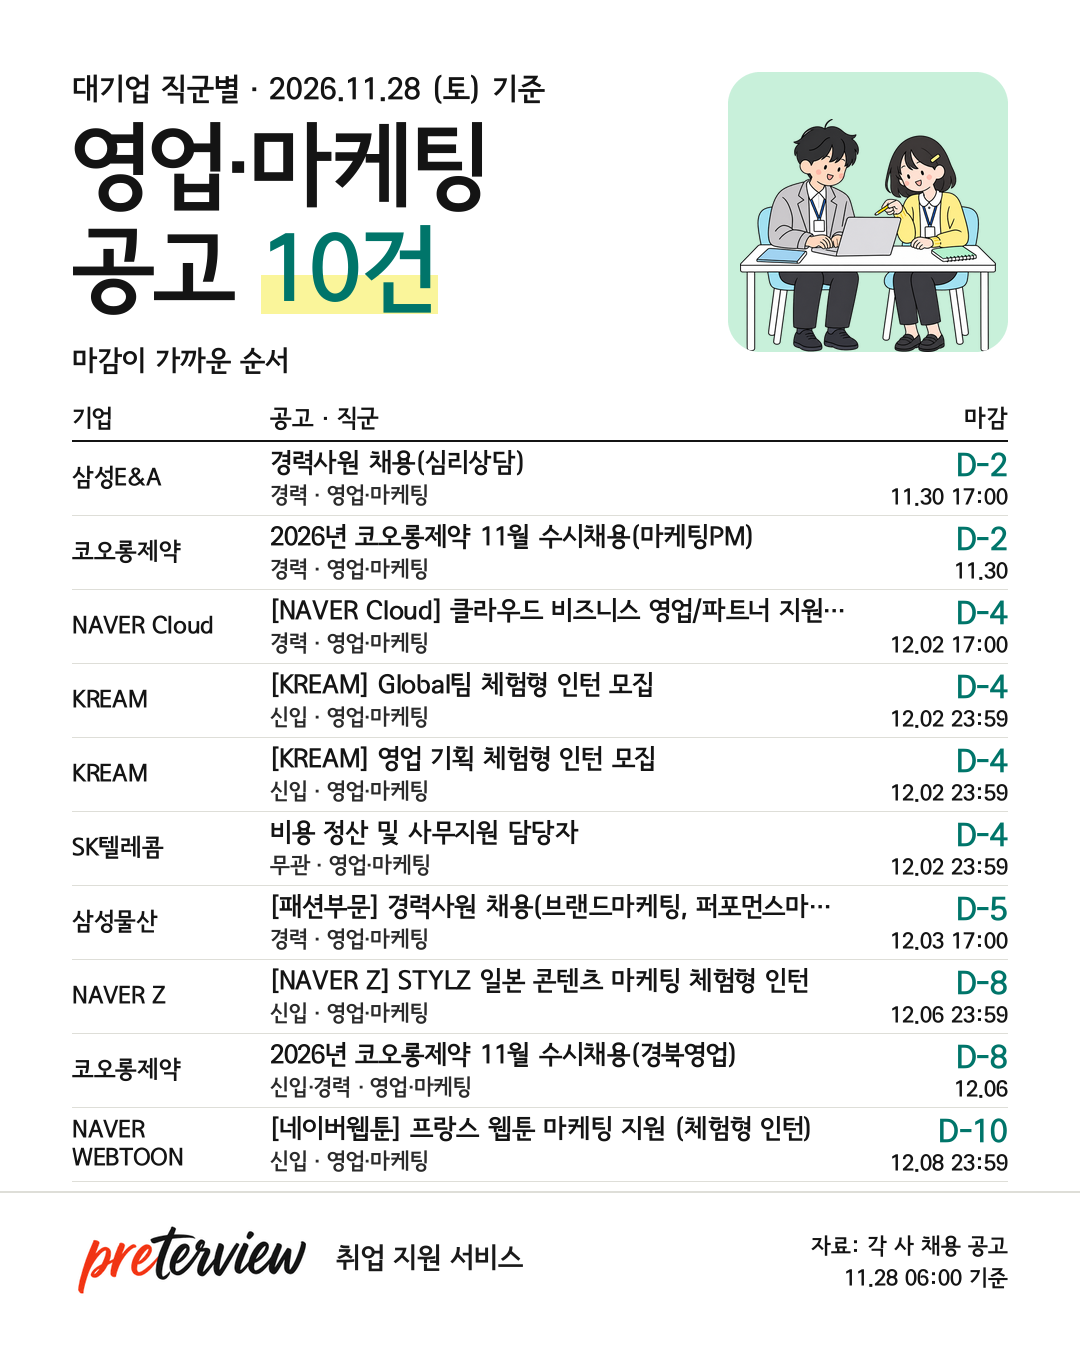 대기업 직군별 · 2026.11.28 (토) 기준
영업·마케팅
공고 10건
마감이 가까운 순서
기업 공고 · 직군 마감
삼성E&A
경력사원 채용(심리상담)
경력 · 영업·마케팅
D-2
11.30 17:00
코오롱제약
2026년 코오롱제약 11월 수시채용(마케팅PM)
경력 · 영업·마케팅
D-2
11.30
NAVER Cloud
[NAVER Cloud] 클라우드 비즈니스 영업/파트너 지원…
경력 · 영업·마케팅
D-4
12.02 17:00
KREAM
[KREAM] Global팀 체험형 인턴 모집
신입 · 영업·마케팅
D-4
12.02 23:59
KREAM
[KREAM] 영업 기획 체험형 인턴 모집
신입 · 영업·마케팅
D-4
12.02 23:59
SK텔레콤
비용 정산 및 사무지원 담당자
무관 · 영업·마케팅
D-4
12.02 23:59
삼성물산
[패션부문] 경력사원 채용(브랜드마케팅, 퍼포먼스마…
경력 · 영업·마케팅
D-5
12.03 17:00
NAVER Z
[NAVER Z] STYLZ 일본 콘텐츠 마케팅 체험형 인턴
신입 · 영업·마케팅
D-8
12.06 23:59
코오롱제약
2026년 코오롱제약 11월 수시채용(경북영업)
신입·경력 · 영업·마케팅
D-8
12.06
NAVER
WEBTOON
[네이버웹툰] 프랑스 웹툰 마케팅 지원 (체험형 인턴)
신입 · 영업·마케팅
D-10
12.08 23:59
preterview 취업 지원 서비스
자료: 각 사 채용 공고
11.28 06:00 기준